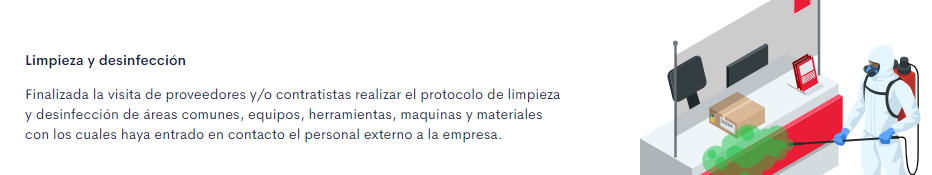 Limpieza y desinfección
Finalizada la visita de proveedores y/o contratistas realizar el protocolo de limpieza
y desinfección de áreas comunes, equipos, herramientas, maquinas y materiales
con los cuales haya entrado en contacto el personal externo a la empresa.